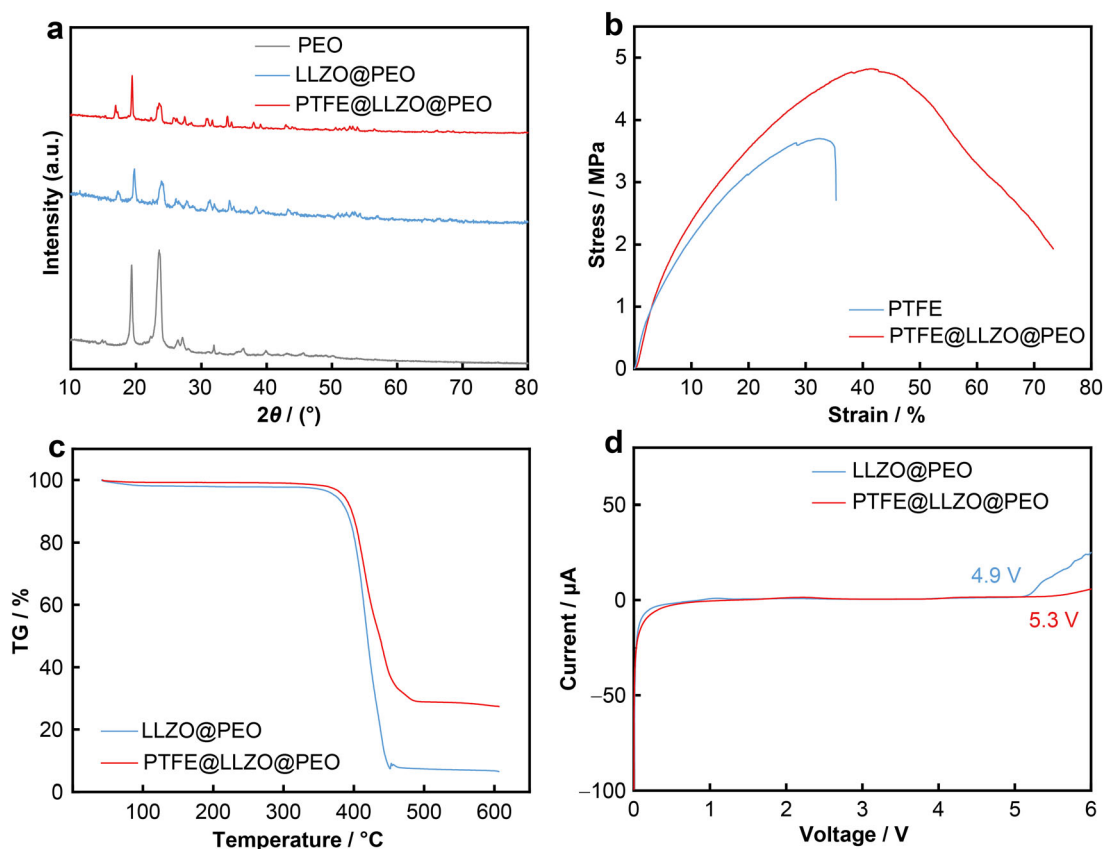 a
PEO
LLZO@PEO
PTFE@LLZO@PEO
Intensity (a.u.)
10 20 30 40 50 60 70 80
2θ / (°)
b
5
4
3
2
1
0
Stress / MPa
PTFE
PTFE@LLZO@PEO
10 20 30 40 50 60 70 80
Strain / %
c
100
80
60
40
20
0
TG / %
LLZO@PEO
PTFE@LLZO@PEO
100 200 300 400 500 600
Temperature / °C
d
50
0
−50
−100
Current / µA
LLZO@PEO
PTFE@LLZO@PEO
4.9 V
5.3 V
0 1 2 3 4 5 6
Voltage / V